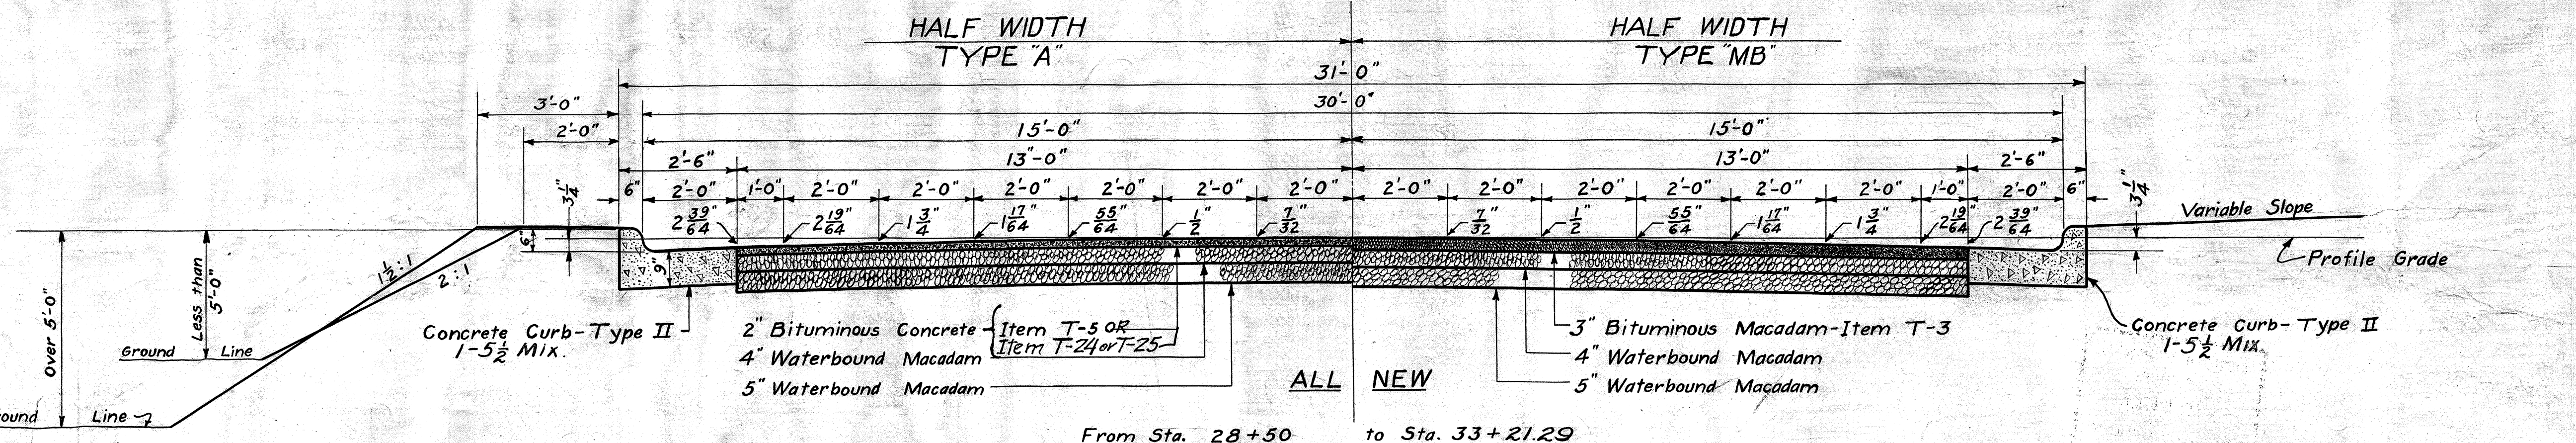 HALF WIDTH
TYPE "A"
HALF WIDTH
TYPE "MB"
31'-0"
30'-0"
3'-0"
2'-0"
15'-0"
15'-0"
2'-6"
13"-0"
13'-0"
2'-6"
3 1/4"
6"
2'-0"
1'-0"
2'-0"
2'-0"
2'-0"
2'-0"
2'-0"
2'-0"
2'-0"
2'-0"
2'-0"
2'-0"
2'-0"
2'-0"
1'-0"
2'-0"
6"
3 1/4"
2 39/64"
2 19/64"
1 3/4"
1 17/64"
55/64"
1/2"
7/32"
7/32"
1/2"
55/64"
1 17/64"
1 3/4"
2 19/64"
2 39/64"
Variable Slope
Profile Grade
6"
9"
1 1/2:1
2:1
Less than
5'-0"
Over 5'-0"
Ground Line
Line
Concrete Curb-Type II
1-5 1/2 Mix.
2" Bituminous Concrete { Item T-5 OR
Item T-24 or T-25
4" Waterbound Macadam
5" Waterbound Macadam
3" Bituminous Macadam-Item T-3
4" Waterbound Macadam
5" Waterbound Macadam
Concrete Curb-Type II
1-5 1/2 Mix.
ALL NEW
From Sta. 28+50 to Sta. 33+21.29